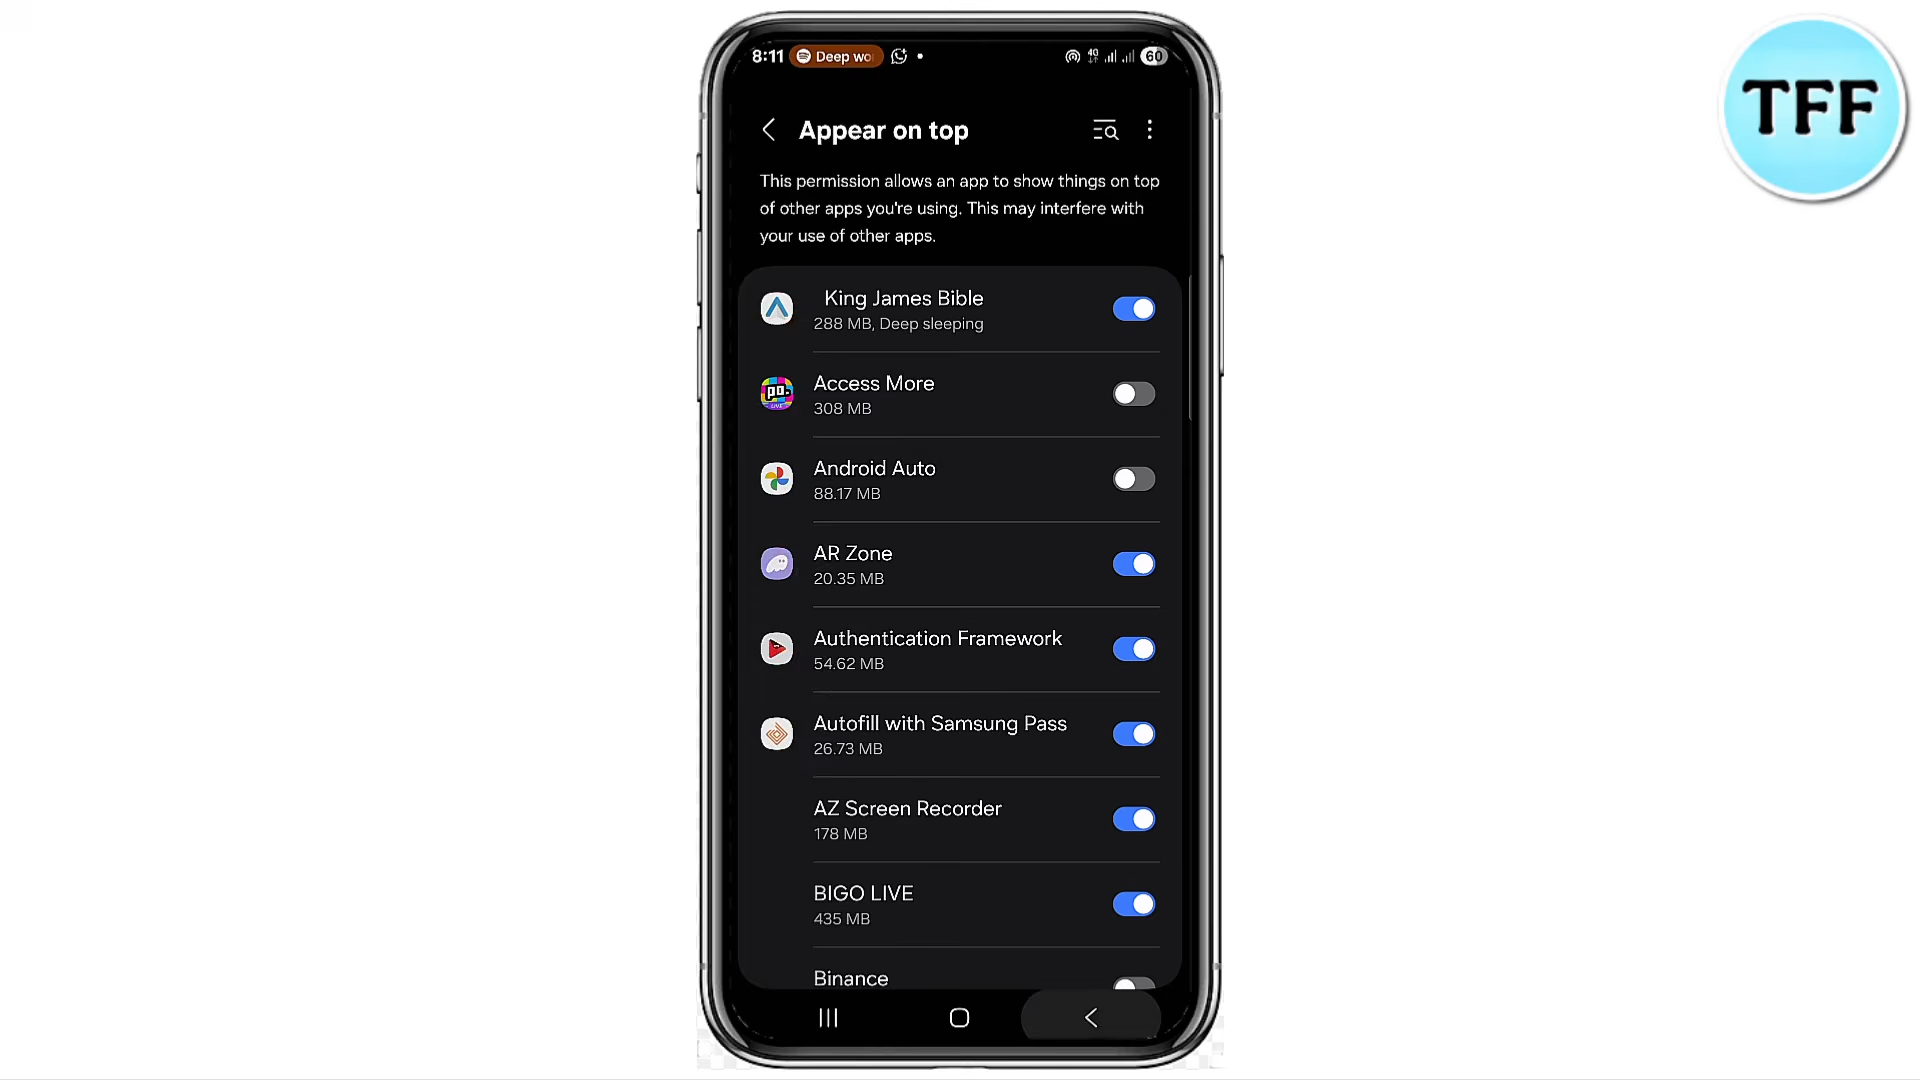 TFF
8:11 Deep wo 4G 60
Appear on top
This permission allows an app to show things on top
of other apps you're using. This may interfere with
your use of other apps.
King James Bible
288 MB, Deep sleeping
Access More
308 MB
Android Auto
88.17 MB
AR Zone
20.35 MB
Authentication Framework
54.62 MB
Autofill with Samsung Pass
26.73 MB
AZ Screen Recorder
178 MB
BIGO LIVE
435 MB
Binance